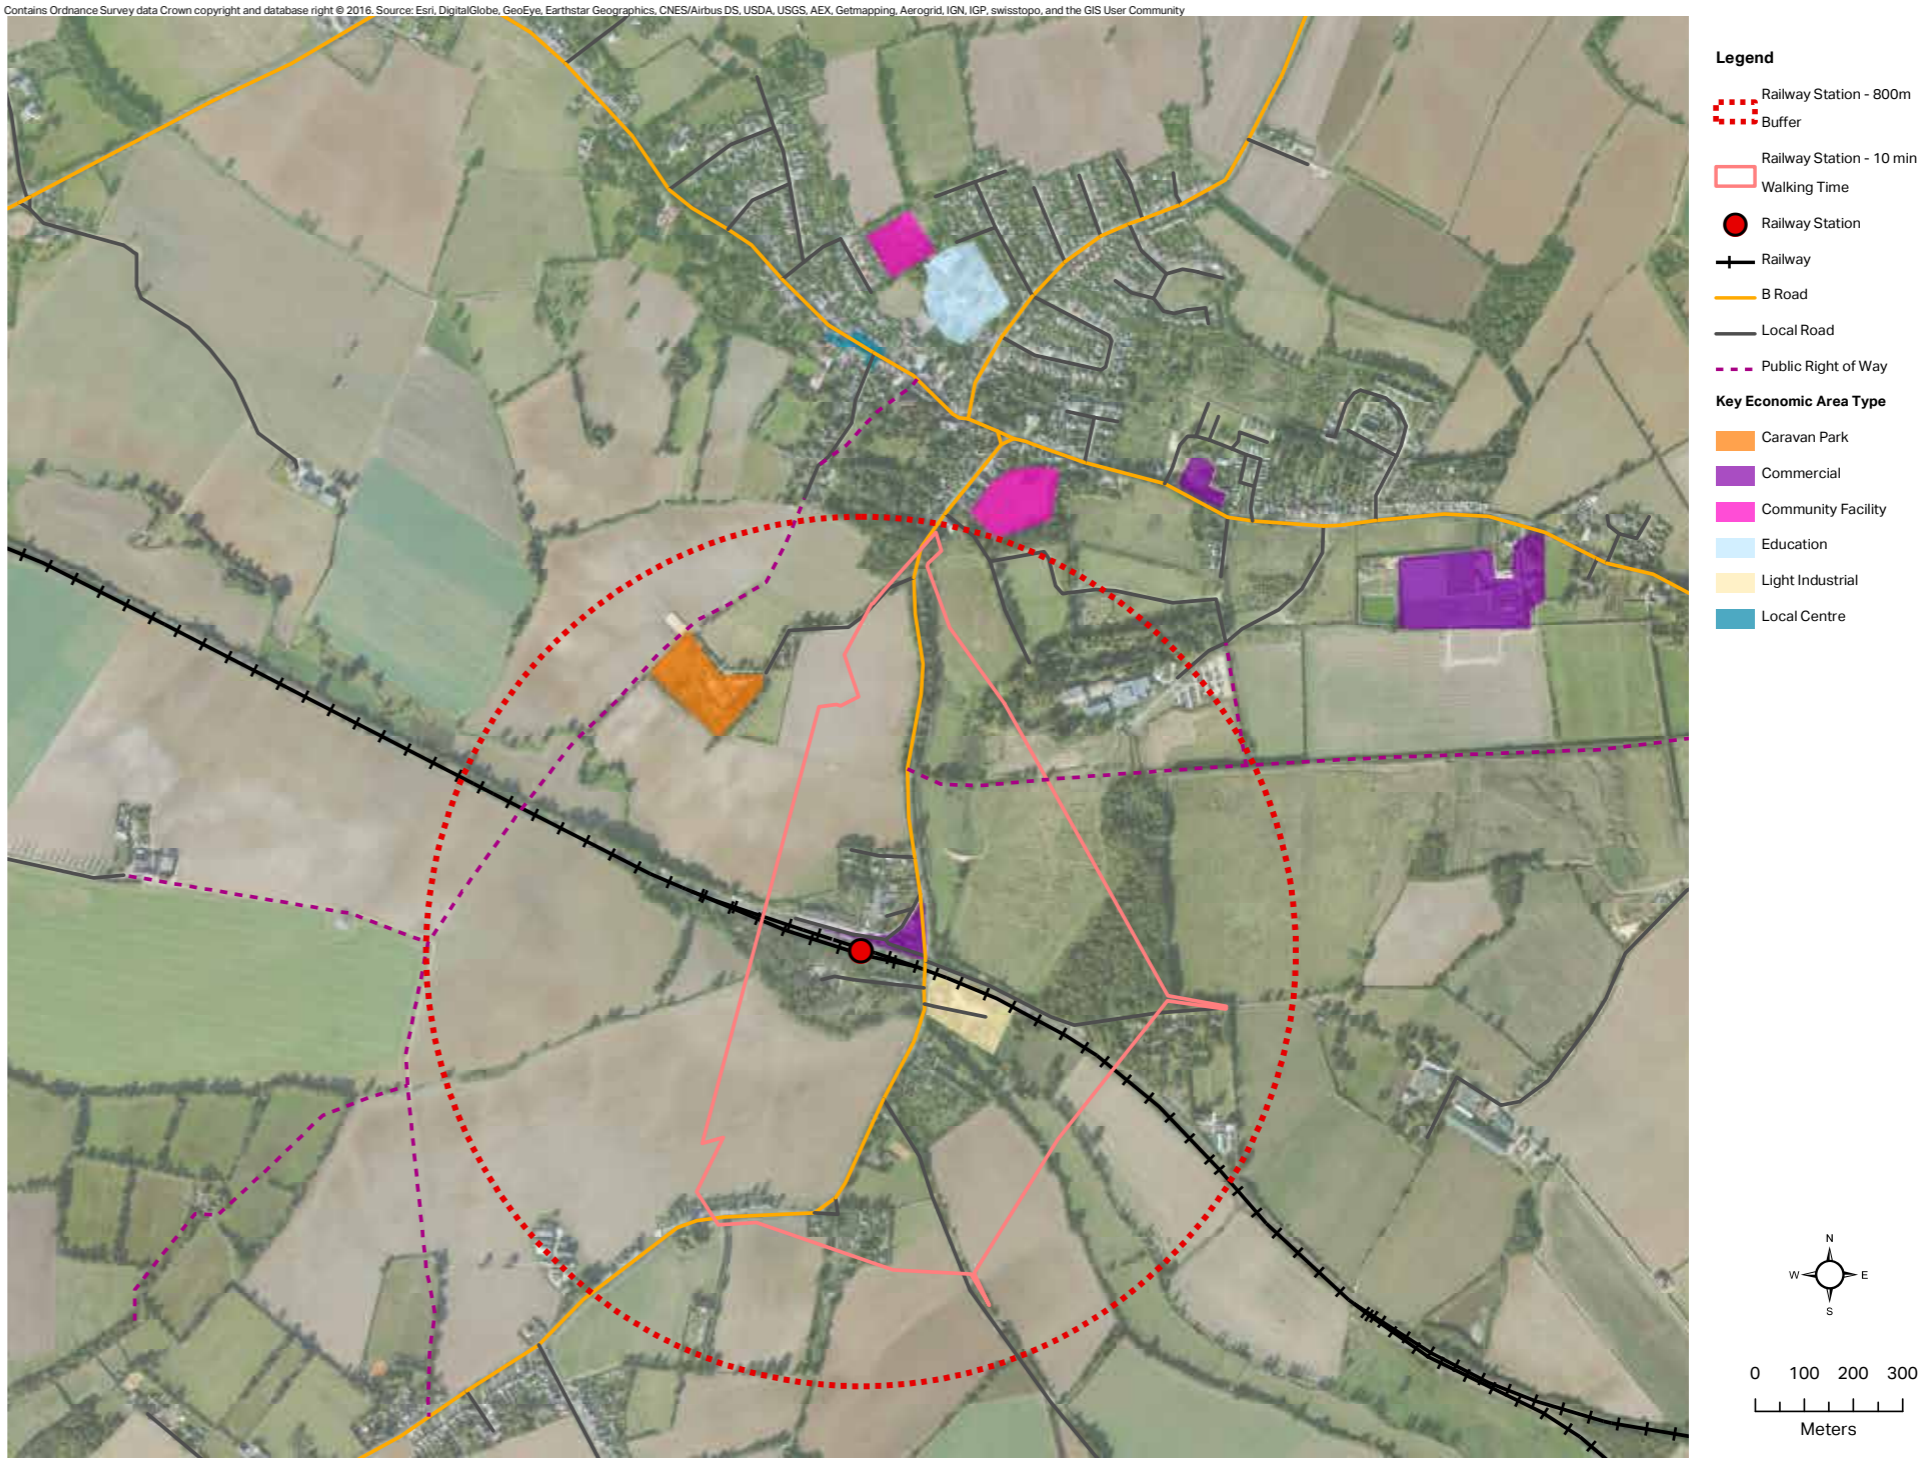 Contains Ordnance Survey data Crown copyright and database right © 2016. Source: Esri, DigitalGlobe, GeoEye, Earthstar Geographics, CNES/Airbus DS, USDA, USGS, AEX, Getmapping, Aerogrid, IGN, IGP, swisstopo, and the GIS User Community
Legend
Railway Station - 800m
Buffer
Railway Station - 10 min
Walking Time
Railway Station
Railway
B Road
Local Road
Public Right of Way
Key Economic Area Type
Caravan Park
Commercial
Community Facility
Education
Light Industrial
Local Centre
N
W E
S
0 100 200 300
Meters